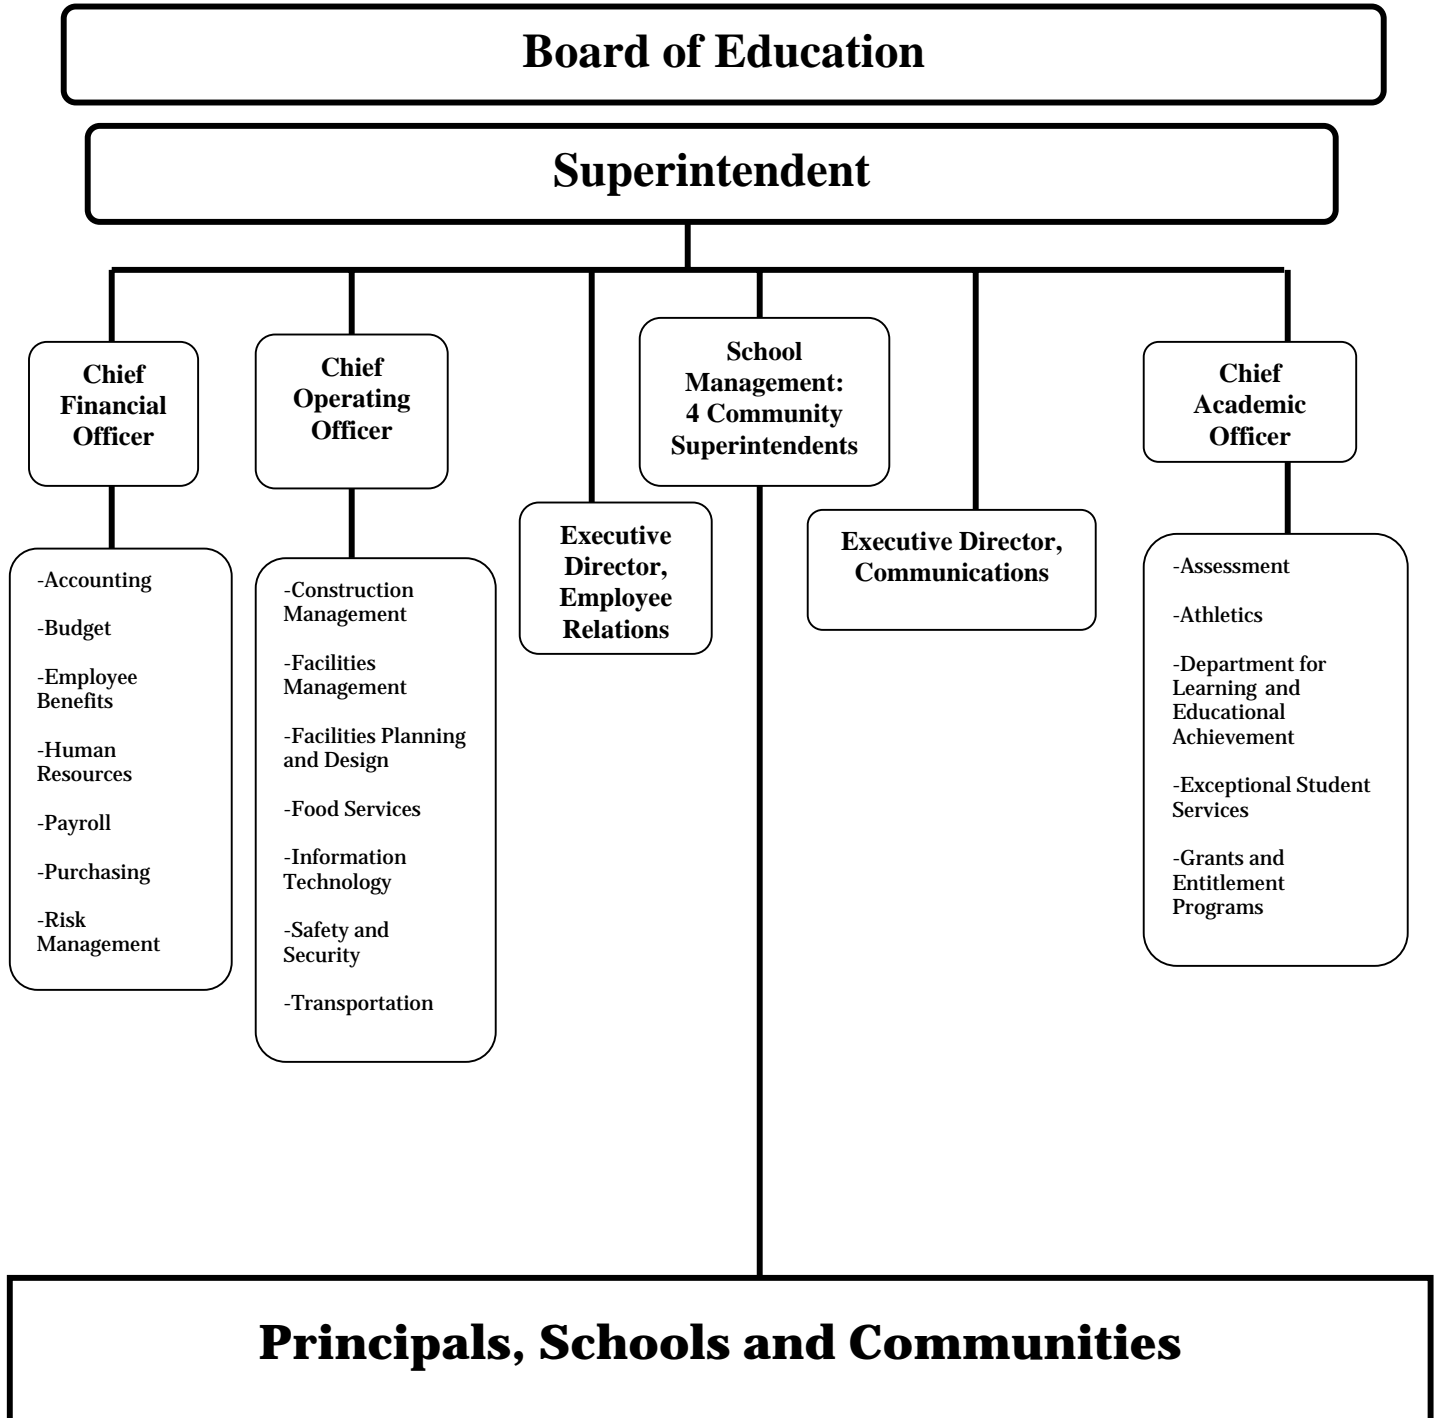 Board of Education
Superintendent
Chief
Financial
Officer
Chief
Operating
Officer
School
Management:
4 Community
Superintendents
Chief
Academic
Officer
Executive
Director,
Employee
Relations
Executive Director,
Communications
-Accounting
-Budget
-Employee
Benefits
-Human
Resources
-Payroll
-Purchasing
-Risk
Management
-Construction
Management
-Facilities
Management
-Facilities Planning
and Design
-Food Services
-Information
Technology
-Safety and
Security
-Transportation
-Assessment
-Athletics
-Department for
Learning and
Educational
Achievement
-Exceptional Student
Services
-Grants and
Entitlement
Programs
Principals, Schools and Communities